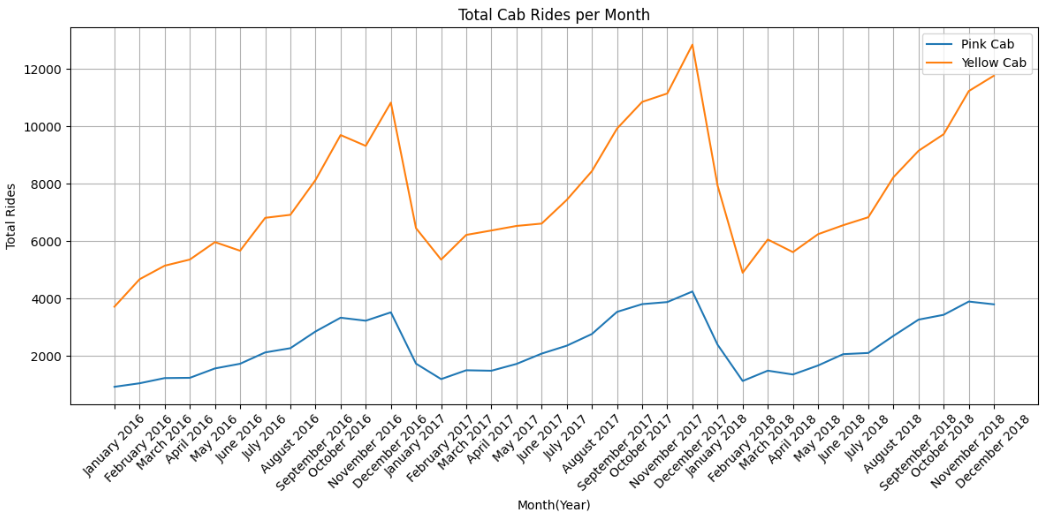 Total Cab Rides per Month
Pink Cab
Yellow Cab
Total Rides
12000
10000
8000
6000
4000
2000
January 2016
February 2016
March 2016
April 2016
May 2016
June 2016
July 2016
August 2016
September 2016
October 2016
November 2016
December 2016
January 2017
February 2017
March 2017
April 2017
May 2017
June 2017
July 2017
August 2017
September 2017
October 2017
November 2017
December 2017
January 2018
February 2018
March 2018
April 2018
May 2018
June 2018
July 2018
August 2018
September 2018
October 2018
November 2018
December 2018
Month(Year)